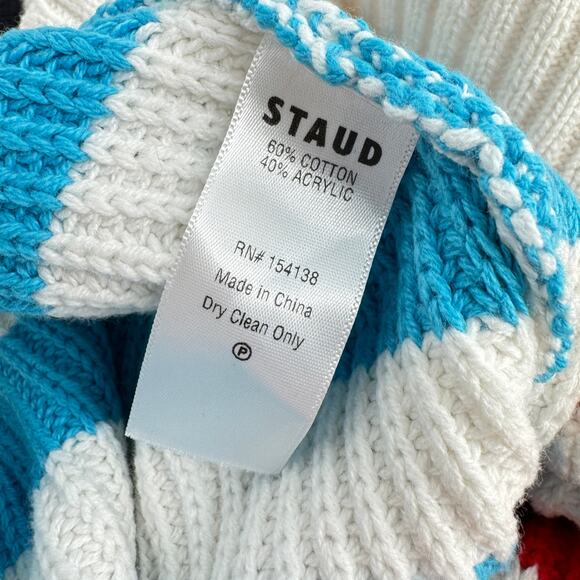 STAUD
60% COTTON
40% ACRYLIC
RN# 154138
Made in China
Dry Clean Only
P